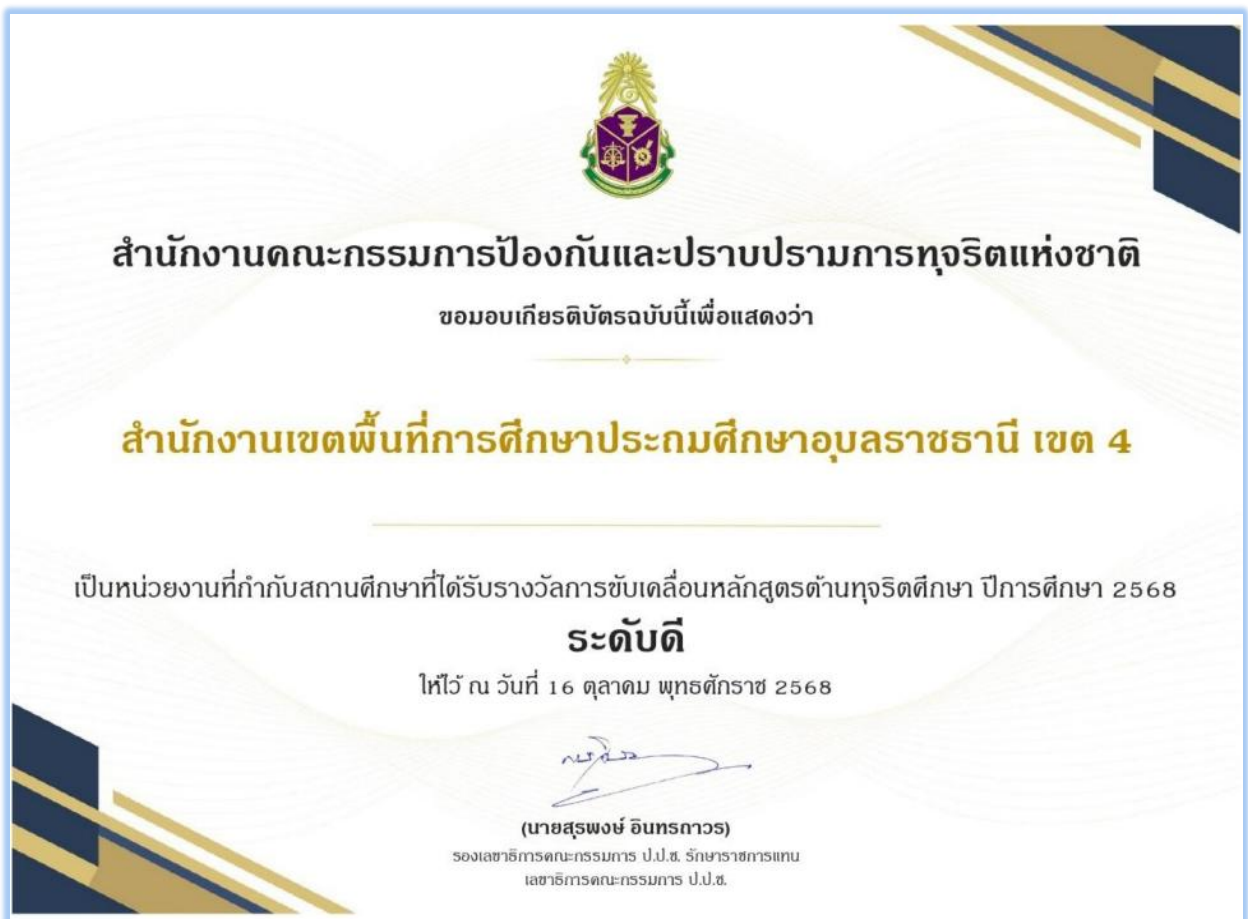 สำนักงานคณะกรรมการป้องกันและปราบปรามการทุจริตแห่งชาติ
ขอมอบเกียรติบัตรฉบับนี้เพื่อแสดงว่า
สำนักงานเขตพื้นที่การศึกษาประถมศึกษาอุบลราชธานี เขต 4
เป็นหน่วยงานที่กำกับสถานศึกษาที่ได้รับรางวัลการขับเคลื่อนหลักสูตรต้านทุจริตศึกษา ปีการศึกษา 2568
ระดับดี
ให้ไว้ ณ วันที่ 16 ตุลาคม พุทธศักราช 2568
(นายสุรพงษ์ อินทรถาวร)
รองเลขาธิการคณะกรรมการ ป.ป.ช. รักษาราชการแทน
เลขาธิการคณะกรรมการ ป.ป.ช.